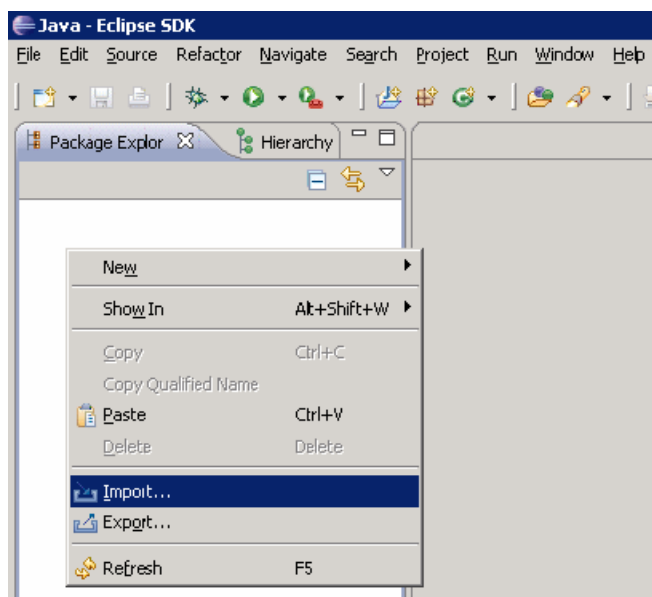 Java - Eclipse SDK
File Edit Source Refactor Navigate Search Project Run Window Help
Package Explor Hierarchy
New
Show In Alt+Shift+W
Copy Ctrl+C
Copy Qualified Name
Paste Ctrl+V
Delete Delete
Import...
Export...
Refresh F5